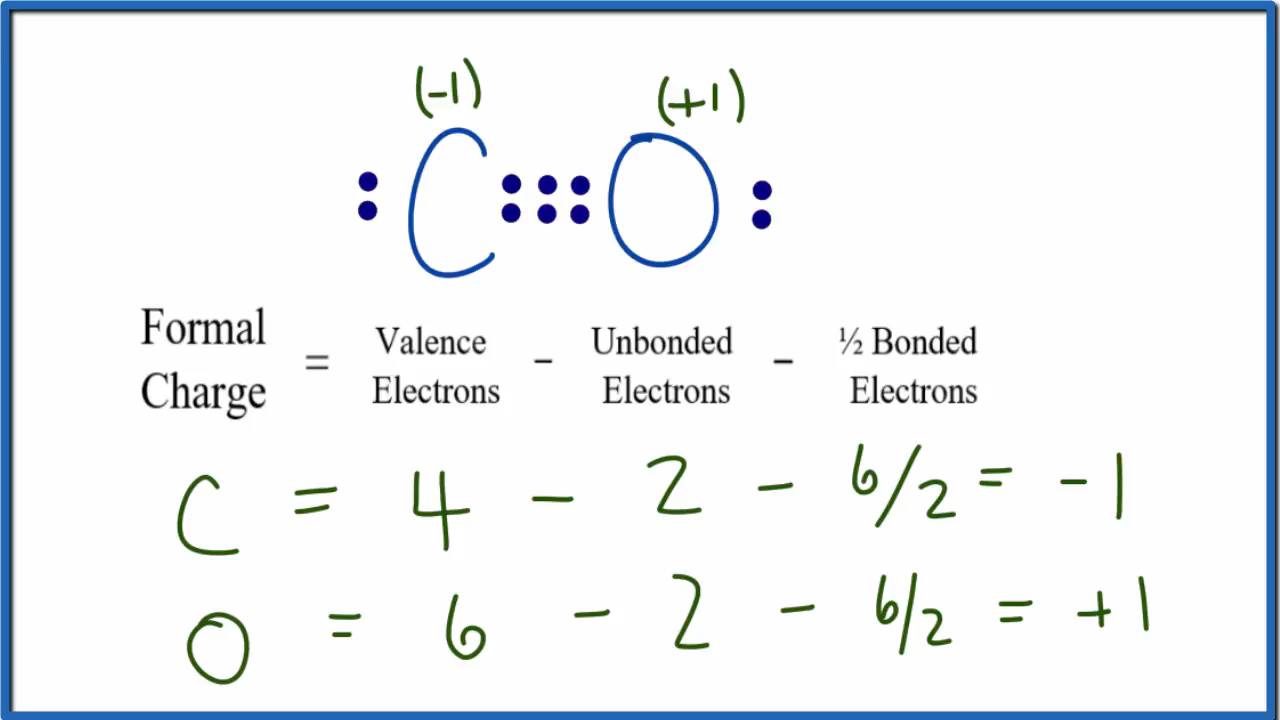 (-1) (+1)
:C:::O:
Formal Charge = Valence Electrons - Unbonded Electrons - ½ Bonded Electrons
C = 4 - 2 - 6/2 = -1
O = 6 - 2 - 6/2 = +1